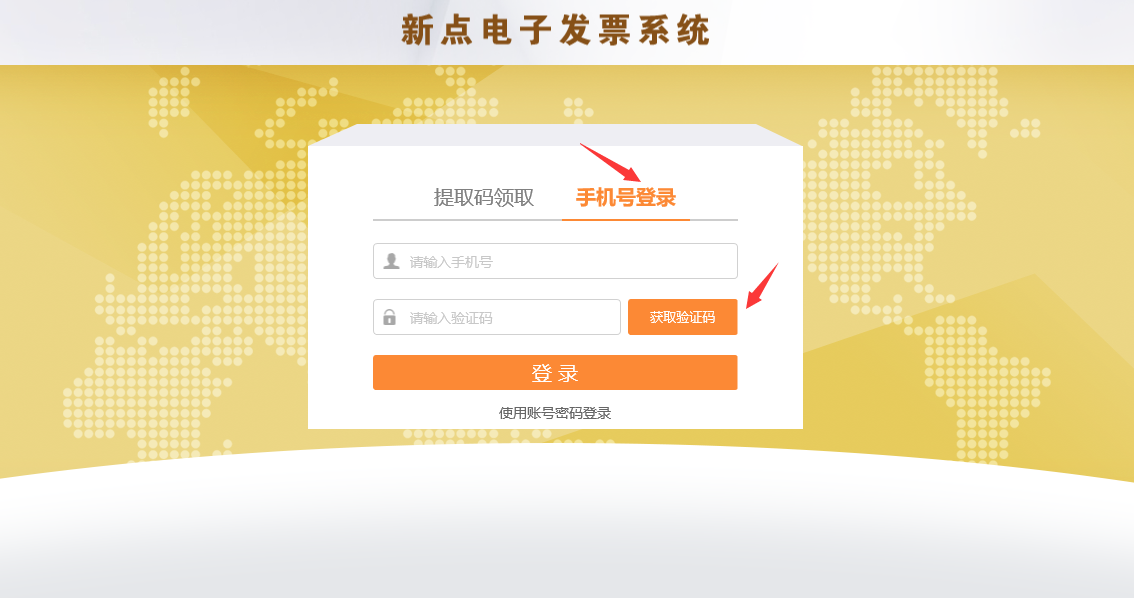 新点电子发票系统
提取码领取 手机号登录
请输入手机号
请输入验证码 获取验证码
登录
使用账号密码登录